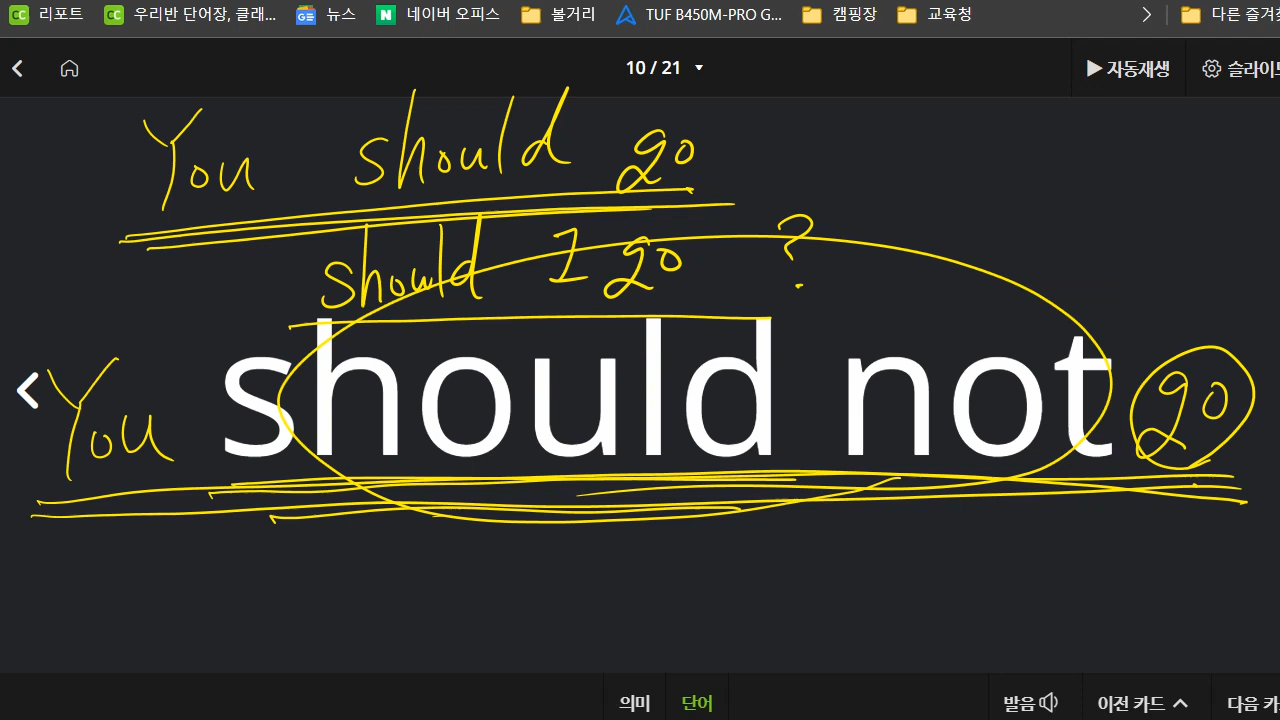 리포트 우리반 단어장, 클래... 뉴스 네이버 오피스 볼거리 TUF B450M-PRO G... 캠핑장 교육청 다른 즐겨
10 / 21 자동재생 슬라이드
You should go
should I go ?
You should not go
의미 단어 발음 이전 카드 다음 카